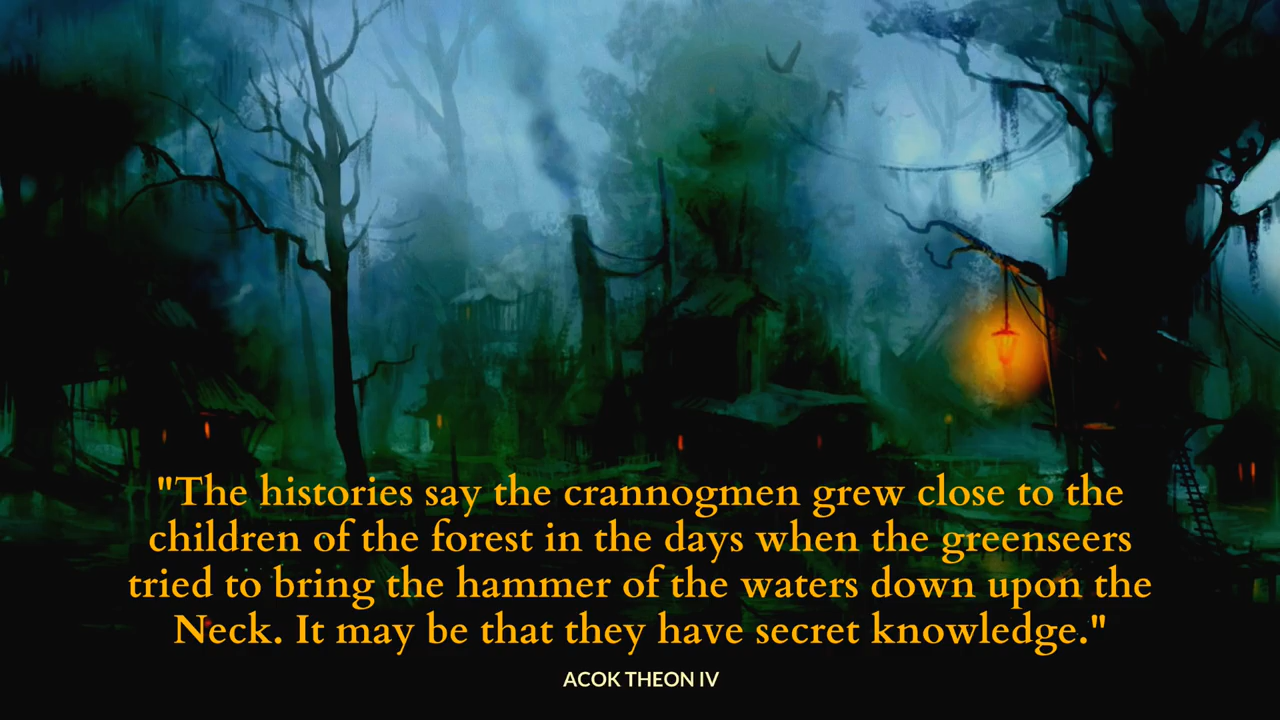 "The histories say the crannogmen grew close to the
children of the forest in the days when the greenseers
tried to bring the hammer of the waters down upon the
Neck. It may be that they have secret knowledge."
ACOK THEON IV